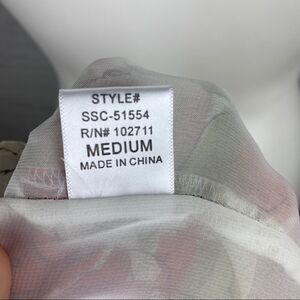 STYLE#
SSC-51554
R/N# 102711
MEDIUM
MADE IN CHINA